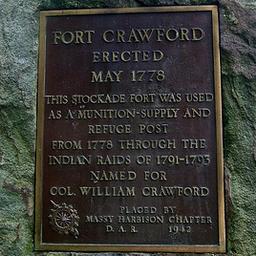 FORT CRAWFORD
ERECTED
MAY 1778
THIS STOCKADE FORT WAS USED
AS A MUNITION-SUPPLY AND
REFUGE POST
FROM 1778 THROUGH THE
INDIAN RAIDS OF 1791-1793
NAMED FOR
COL. WILLIAM CRAWFORD
PLACED BY
MASSY HARBISON CHAPTER
D. A. R. 1942